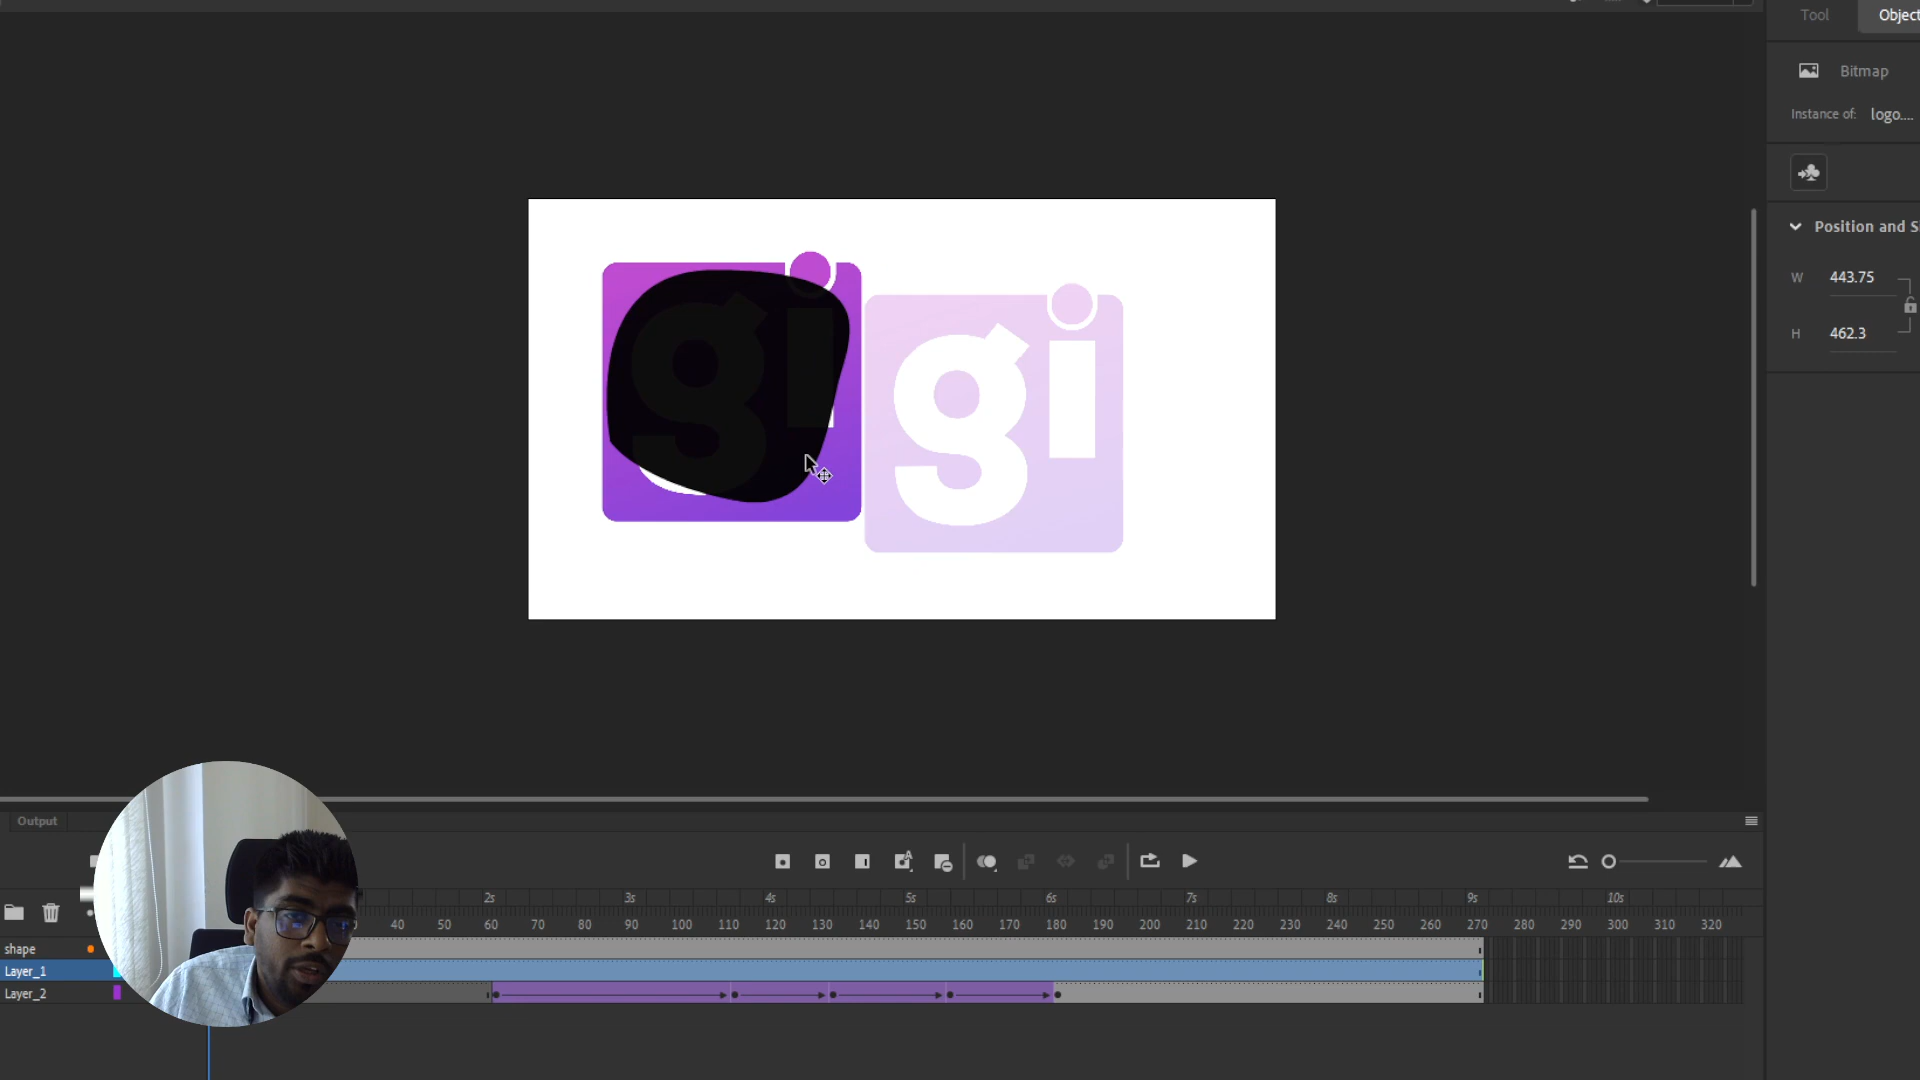 Tool Object
Bitmap
Instance of: logo....
Position and Si
W 443.75
H 462.3
gi
gi
Output
2s 3s 4s 5s 6s 7s 8s 9s 10s
40 50 60 70 80 90 100 110 120 130 140 150 160 170 180 190 200 210 220 230 240 250 260 270 280 290 300 310 320
shape
Layer_1
Layer_2